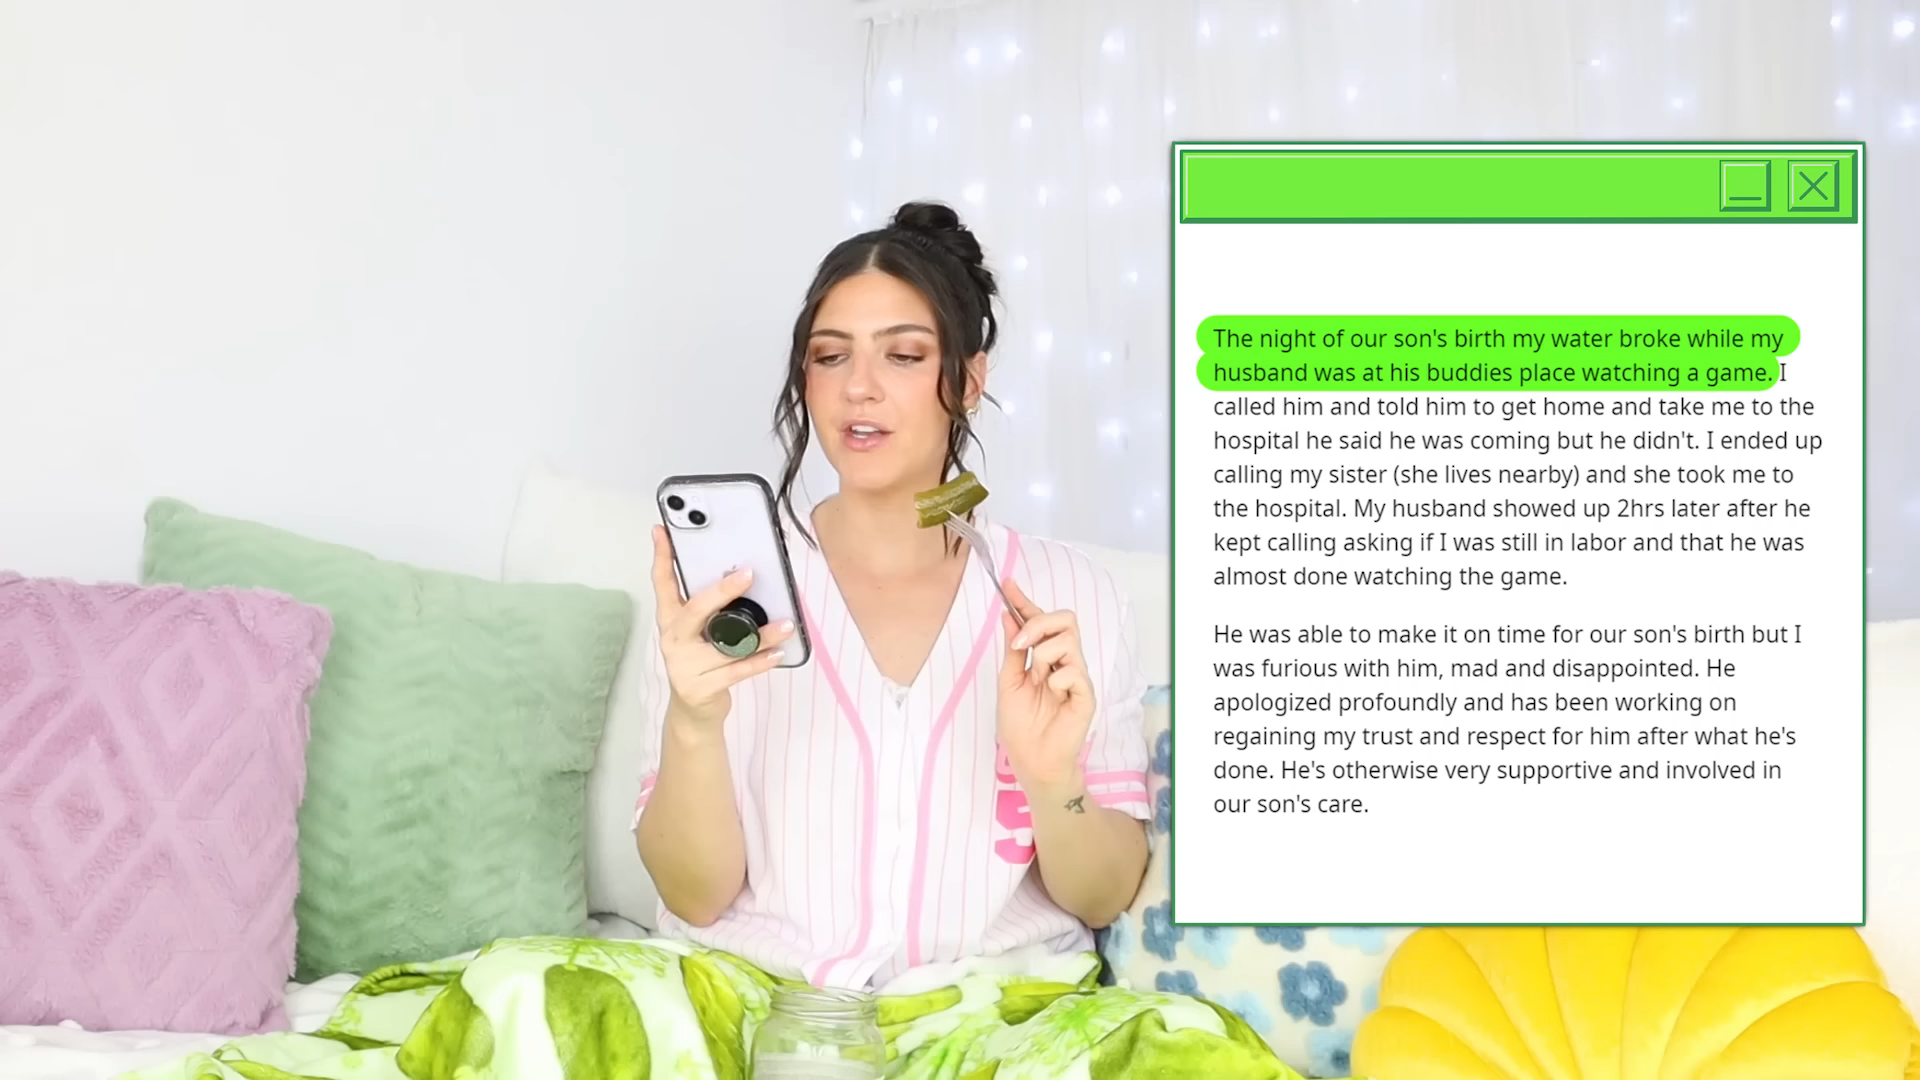 The night of our son's birth my water broke while my
husband was at his buddies place watching a game. I
called him and told him to get home and take me to the
hospital he said he was coming but he didn't. I ended up
calling my sister (she lives nearby) and she took me to
the hospital. My husband showed up 2hrs later after he
kept calling asking if I was still in labor and that he was
almost done watching the game.
He was able to make it on time for our son's birth but I
was furious with him, mad and disappointed. He
apologized profoundly and has been working on
regaining my trust and respect for him after what he's
done. He's otherwise very supportive and involved in
our son's care.